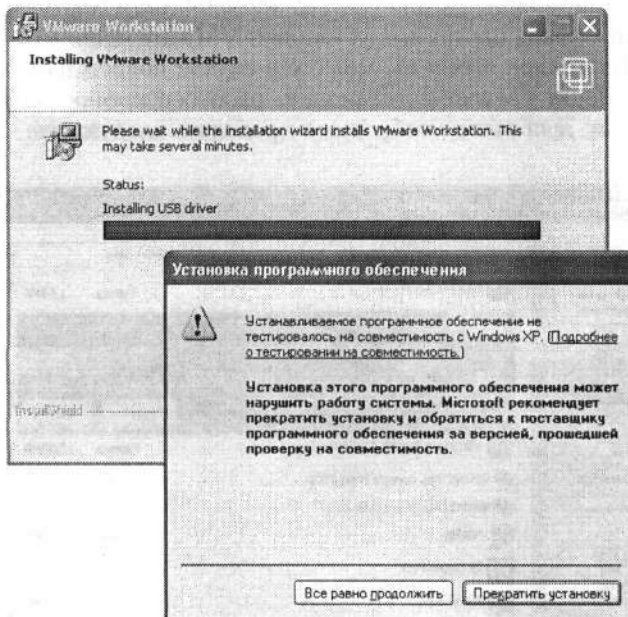 VMware Workstation
Installing VMware Workstation
Please wait while the installation wizard installs VMware Workstation. This
may take several minutes.
Status:
Installing USB driver
InstallShield
Установка программного обеспечения
Устанавливаемое программное обеспечение не
тестировалось на совместимость с Windows XP. (Подробнее
о тестировании на совместимость.)
Установка этого программного обеспечения может
нарушить работу системы. Microsoft рекомендует
прекратить установку и обратиться к поставщику
программного обеспечения за версией, прошедшей
проверку на совместимость.
Все равно продолжить
Прекратить установку